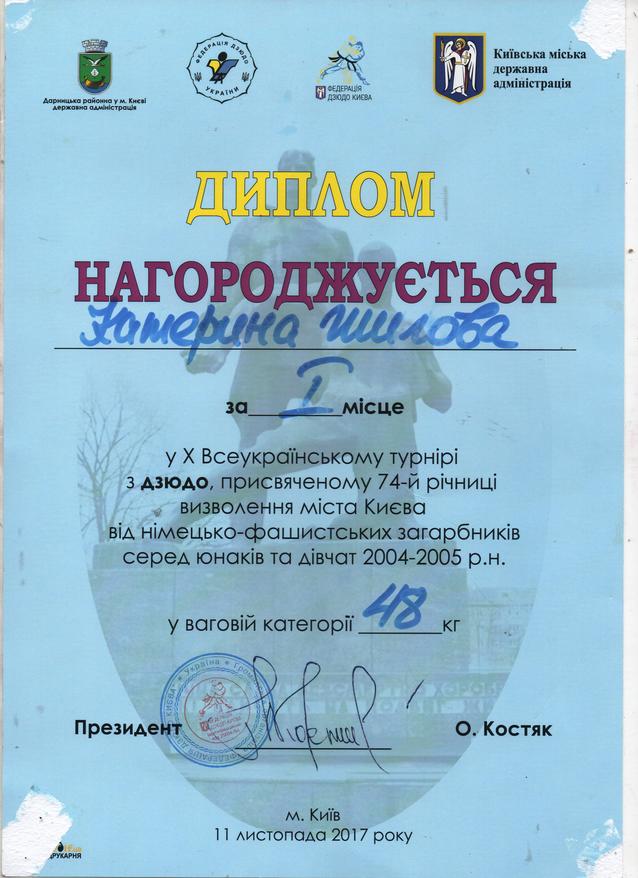 Дарницька районна у м. Києві
державна адміністрація
ФЕДЕРАЦІЯ ДЗЮДО
УКРАЇНИ
ФЕДЕРАЦІЯ
ДЗЮДО КИЄВА
Київська міська
державна
адміністрація
ДИПЛОМ
НАГОРОДЖУЄТЬСЯ
Катерина Шилова
за I місце
у X Всеукраїнському турнірі
з дзюдо, присвяченому 74-й річниці
визволення міста Києва
від німецько-фашистських загарбників
серед юнаків та дівчат 2004-2005 р.н.
у ваговій категорії 48 кг
Президент
О. Костяк
м. Київ
11 листопада 2017 року
ДРУКАРНЯ